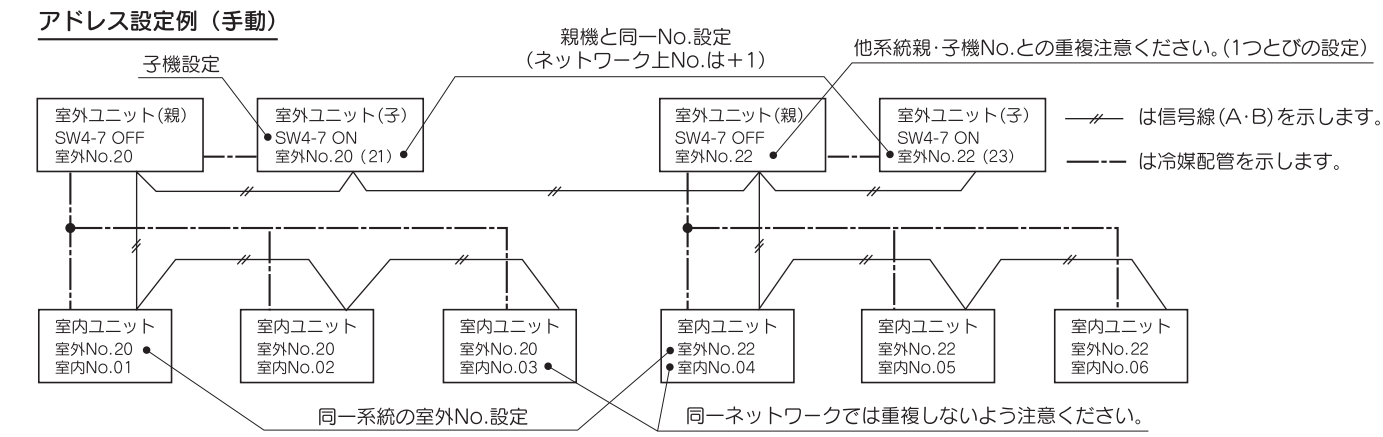 アドレス設定例（手動）
子機設定
親機と同一No.設定
（ネットワーク上No.は＋1）
他系統親･子機No.との重複注意ください。（1つとびの設定）
室外ユニット（親）
SW4-7 OFF
室外No.20
室外ユニット（子）
SW4-7 ON
室外No.20（21）
室外ユニット（親）
SW4-7 OFF
室外No.22
室外ユニット（子）
SW4-7 ON
室外No.22（23）
は信号線（A･B）を示します。
は冷媒配管を示します。
室内ユニット
室外No.20
室内No.01
室内ユニット
室外No.20
室内No.02
室内ユニット
室外No.20
室内No.03
室内ユニット
室外No.22
室内No.04
室内ユニット
室外No.22
室内No.05
室内ユニット
室外No.22
室内No.06
同一系統の室外No.設定
同一ネットワークでは重複しないよう注意ください。